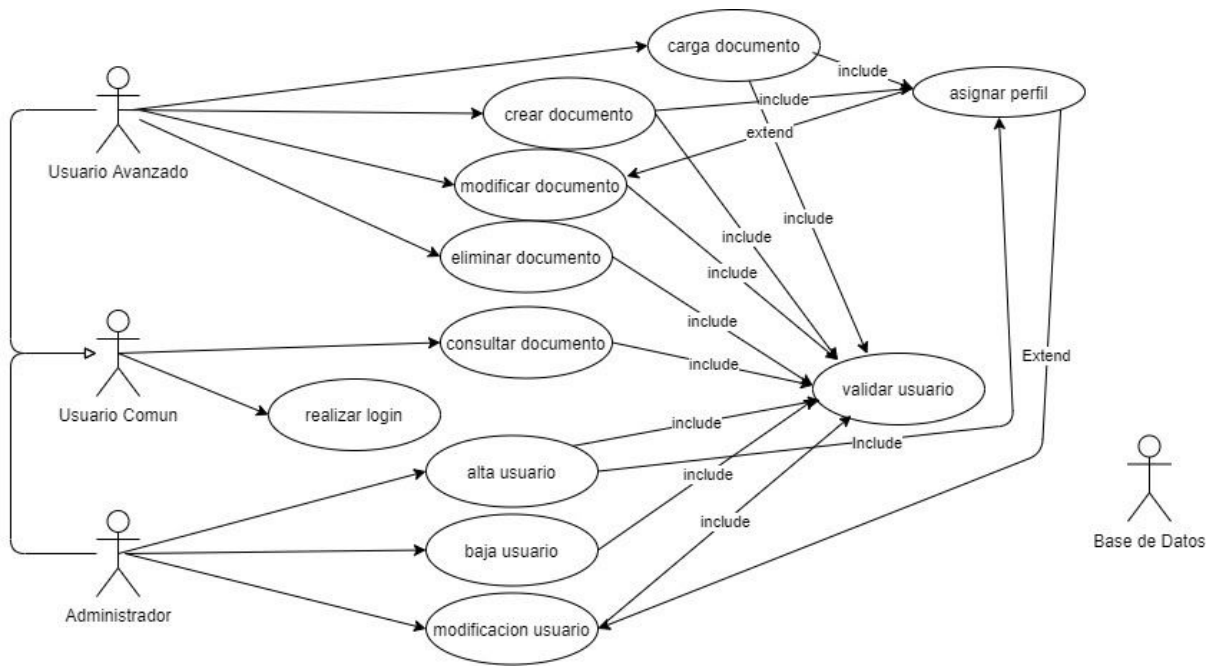 carga documento
include
asignar perfil
include
crear documento
extend
Usuario Avanzado
modificar documento
include
include
eliminar documento
include
include
consultar documento
include
Extend
validar usuario
Usuario Comun
realizar login
include
Include
alta usuario
include
include
Base de Datos
baja usuario
Administrador
modificacion usuario